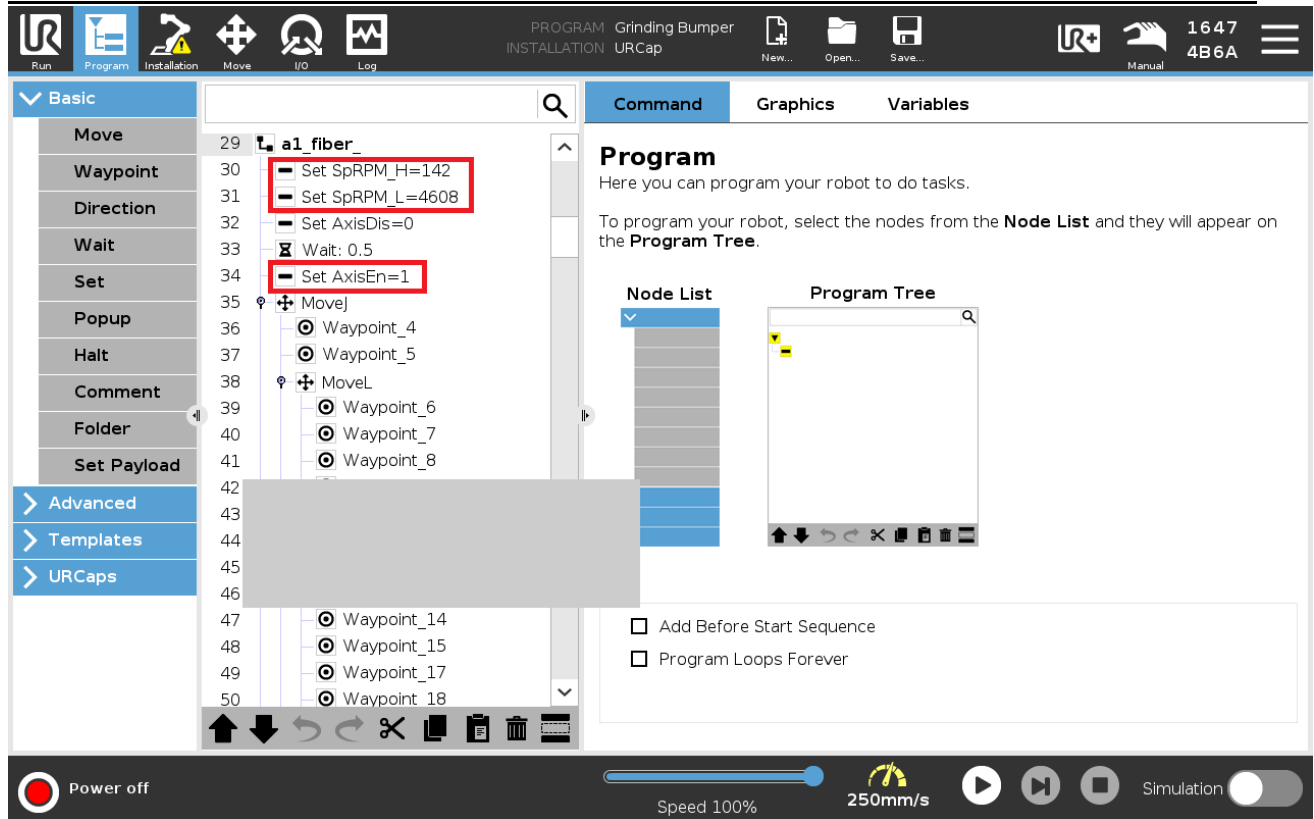 PROGRAM Grinding Bumper
INSTALLATION URCap
UR
UR+
1647
4B6A
Run
Program
Installation
Move
I/O
Log
New...
Open...
Save...
Manual
Basic
Move
Waypoint
Direction
Wait
Set
Popup
Halt
Comment
Folder
Set Payload
Advanced
Templates
URCaps
29 a1_fiber_
30 Set SpRPM_H=142
31 Set SpRPM_L=4608
32 Set AxisDis=0
33 Wait: 0.5
34 Set AxisEn=1
35 MoveJ
36 Waypoint_4
37 Waypoint_5
38 MoveL
39 Waypoint_6
40 Waypoint_7
41 Waypoint_8
42
43
44
45
46
47 Waypoint_14
48 Waypoint_15
49 Waypoint_17
50 Waypoint_18
Command Graphics Variables
Program
Here you can program your robot to do tasks.
To program your robot, select the nodes from the Node List and they will appear on
the Program Tree.
Node List Program Tree
Add Before Start Sequence
Program Loops Forever
Power off
Speed 100%
250mm/s
Simulation